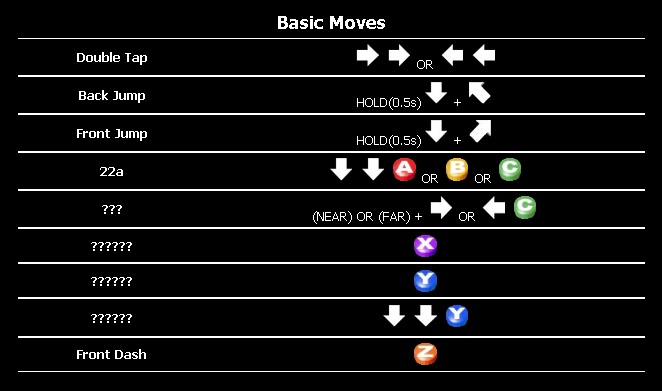 Basic Moves
Double Tap OR
Back Jump HOLD(0.5s) +
Front Jump HOLD(0.5s) +
22a A OR B OR C
??? (NEAR) OR (FAR) + OR C
?????? X
?????? Y
?????? Y
Front Dash Z